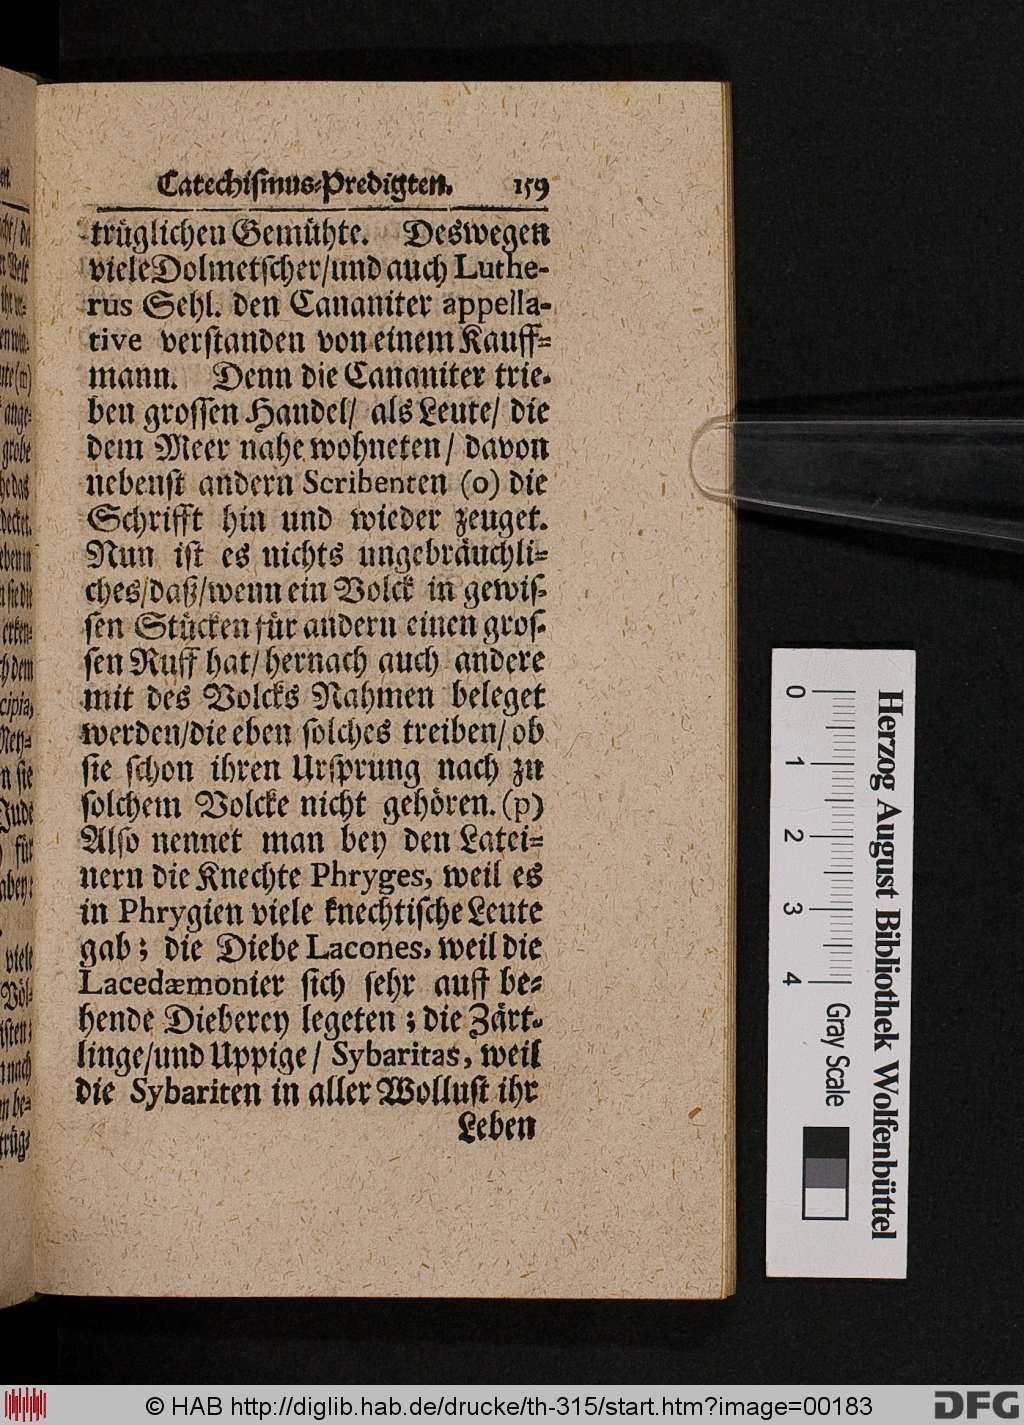 Catechismus-Predigten. 159
trüglichen Gemühte. Deswegen
viele Dolmetscher/und auch Luthe-
rus Sehl. den Cananiter appella-
tive verstanden von einem Kauff-
mann. Denn die Cananiter trie-
ben grossen Handel/ als Leute/ die
dem Meer nahe wohneten/ davon
nebenst andern Scribenten (o) die
Schrifft hin und wieder zeuget.
Nun ist es nichts ungebräuchli-
ches/daß/wenn ein Volck in gewis-
sen Stücken für andern einen gros-
sen Ruff hat/ hernach auch andere
mit des Volcks Nahmen beleget
werden/die eben solches treiben/ ob
sie schon ihren Ursprung nach zu
solchem Volcke nicht gehören. (p)
Also nennet man bey den Latei-
nern die Knechte Phryges, weil es
in Phrygien viele knechtische Leute
gab; die Diebe Lacones, weil die
Lacedæmonier sich sehr auff be-
hende Dieberey legeten; die Zärt-
linge/und Uppige/ Sybaritas, weil
die Sybariten in aller Wollust ihr
Leben
0 1 2 3 4
Gray Scale
Herzog August Bibliothek Wolfenbüttel
© HAB http://diglib.hab.de/drucke/th-315/start.htm?image=00183
DFG